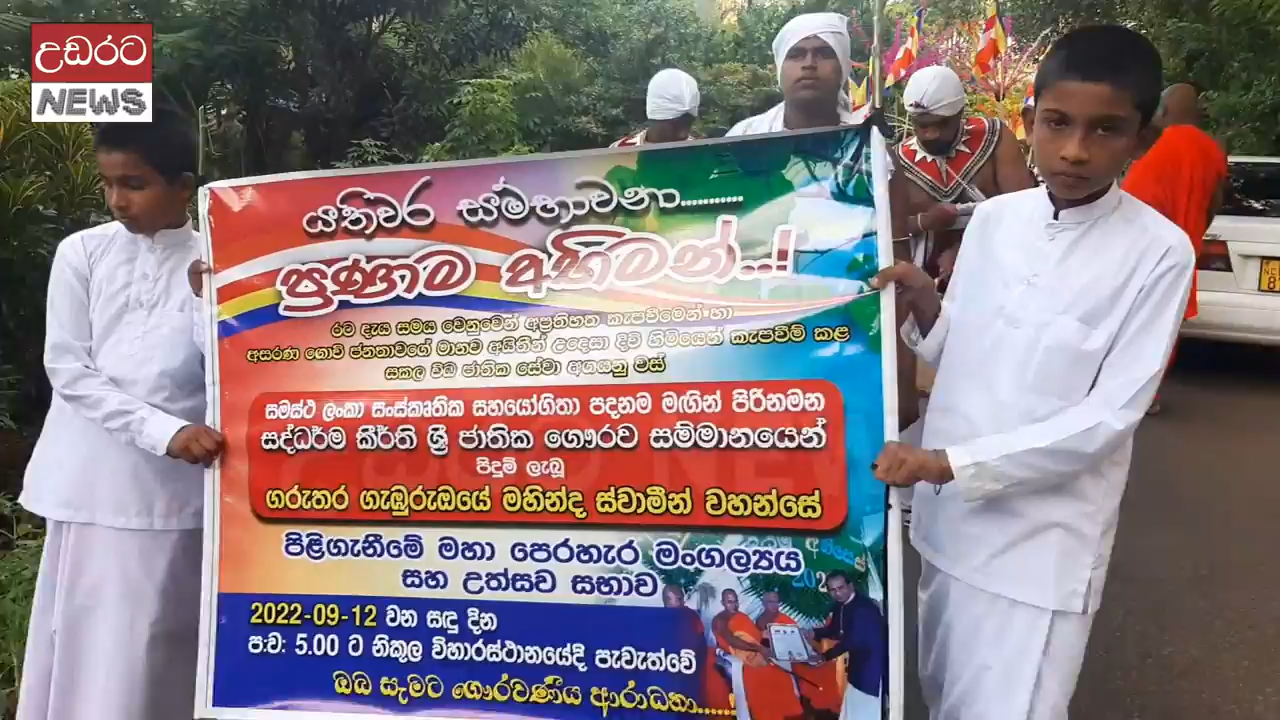 උඩරට
NEWS
යතිවර සම්භාවනා..........
ප්‍රණාම අභිමන්..!
රට දැය සමය වෙනුවෙන් අප්‍රතිහත කැපවීමෙන් හා
අසරණ ගොවි ජනතාවගේ මානව අයිතීන් උදෙසා දිවි හිමියෙන් කැපවීම් කළ
සකල විධ ජාතික සේවා අගයනු වස්
සමස්ථ ලංකා සංස්කෘතික සහයෝගිතා පදනම මඟින් පිරිනමන
සද්ධර්ම කීර්ති ශ්‍රී ජාතික ගෞරව සම්මානයෙන්
පිදුම් ලැබූ
ගරුතර ගැඹුරුඔයේ මහින්ද ස්වාමීන් වහන්සේ
පිළිගැනීමේ මහා පෙරහැර මංගල්‍යය
සහ උත්සව සභාව
2022-09-12 වන සඳු දින
ප:ව: 5.00 ට නිකුල විහාරස්ථානයේදි පැවැත්වේ
ඔබ සැමට ගෞරවණීය ආරාධනා.....!